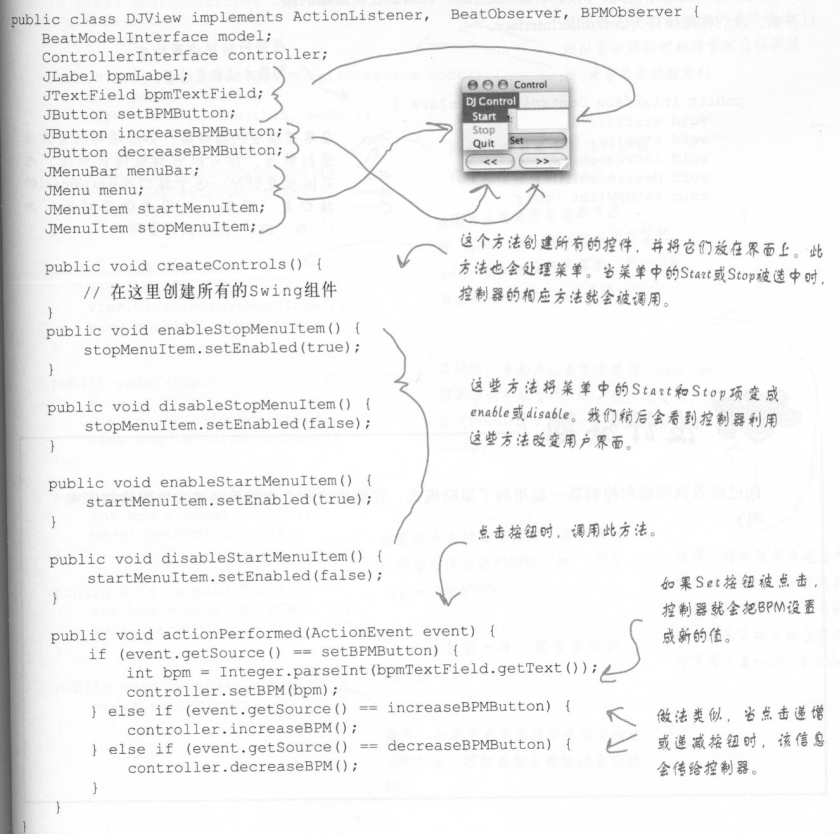 public class DJView implements ActionListener,  BeatObserver, BPMObserver {
    BeatModelInterface model;
    ControllerInterface controller;
    JLabel bpmLabel;
    JTextField bpmTextField;
    JButton setBPMButton;
    JButton increaseBPMButton;
    JButton decreaseBPMButton;
    JMenuBar menuBar;
    JMenu menu;
    JMenuItem startMenuItem;
    JMenuItem stopMenuItem;
Control
DJ Control
Start
Stop
Quit
Set
<<
>>
    public void createControls() {
        // 在这里创建所有的Swing组件
    }
这个方法创建所有的控件，并将它们放在界面上。此
方法也会处理菜单。当菜单中的Start或Stop被选中时，
控制器的相应方法就会被调用。
    public void enableStopMenuItem() {
        stopMenuItem.setEnabled(true);
    }
    public void disableStopMenuItem() {
        stopMenuItem.setEnabled(false);
    }
    public void enableStartMenuItem() {
        startMenuItem.setEnabled(true);
    }
    public void disableStartMenuItem() {
        startMenuItem.setEnabled(false);
    }
这些方法将菜单中的Start和Stop项变成
enable或disable。我们稍后会看到控制器利用
这些方法改变用户界面。
点击按钮时，调用此方法。
    public void actionPerformed(ActionEvent event) {
        if (event.getSource() == setBPMButton) {
            int bpm = Integer.parseInt(bpmTextField.getText());
            controller.setBPM(bpm);
        } else if (event.getSource() == increaseBPMButton) {
            controller.increaseBPM();
        } else if (event.getSource() == decreaseBPMButton) {
            controller.decreaseBPM();
        }
    }
}
如果Set按钮被点击，
控制器就会把BPM设置
成新的值。
做法类似，当点击递增
或递减按钮时，该信息
会传给控制器。